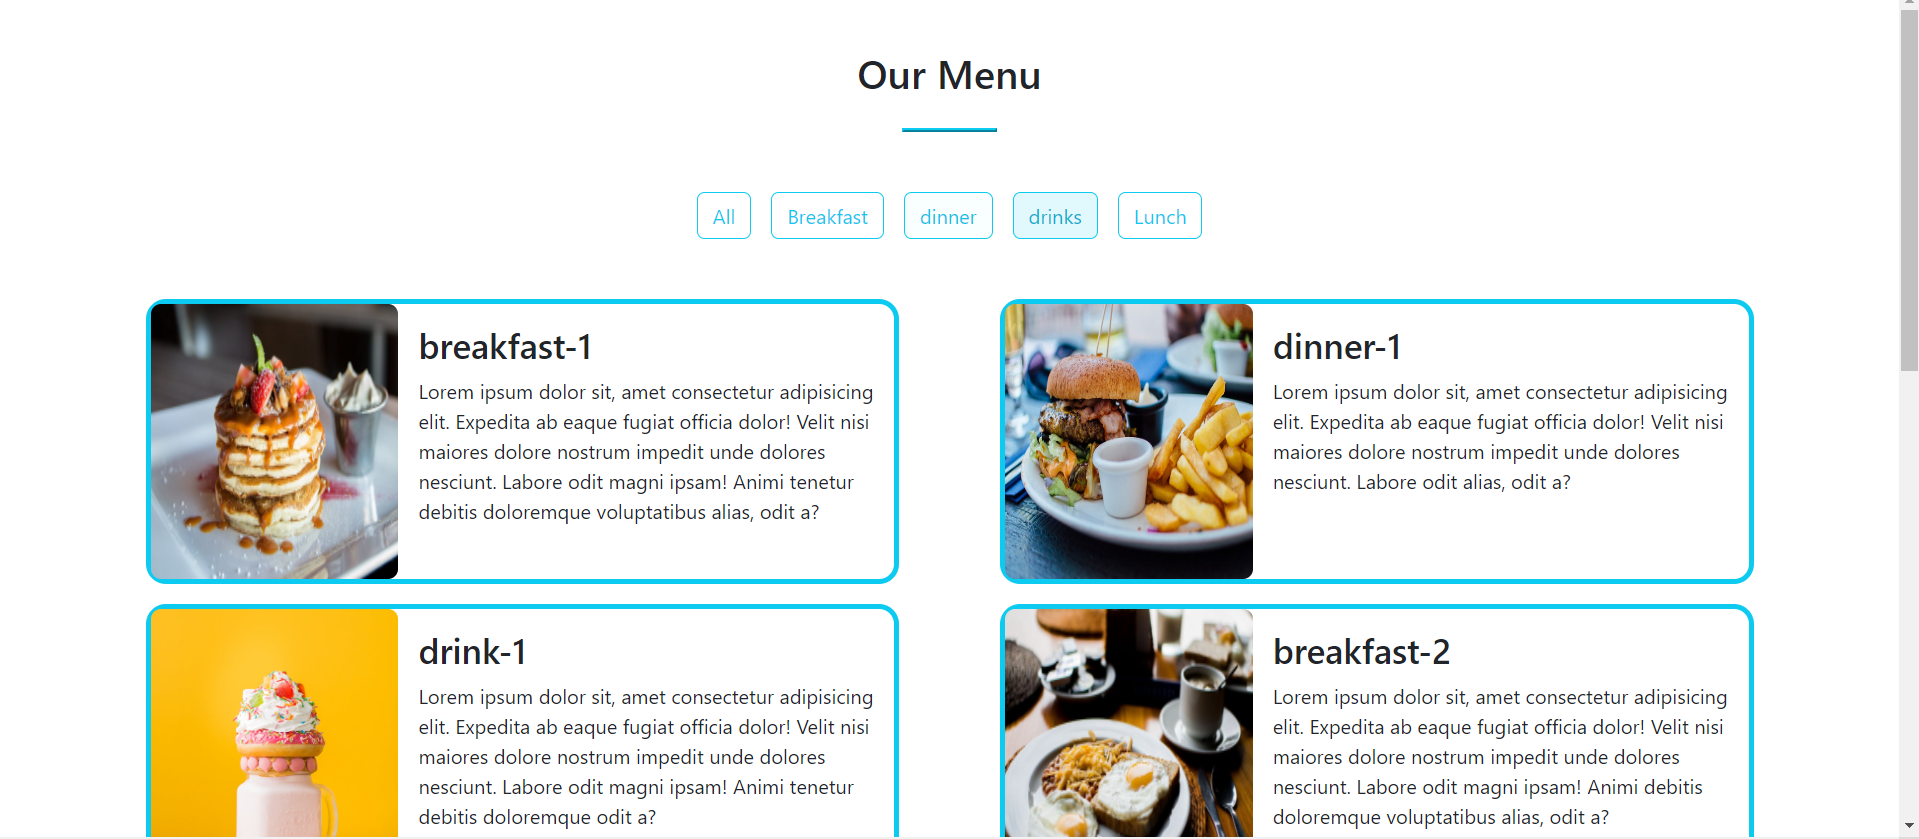 Our Menu
All Breakfast dinner drinks Lunch
breakfast-1
Lorem ipsum dolor sit, amet consectetur adipisicing
elit. Expedita ab eaque fugiat officia dolor! Velit nisi
maiores dolore nostrum impedit unde dolores
nesciunt. Labore odit magni ipsam! Animi tenetur
debitis doloremque voluptatibus alias, odit a?
dinner-1
Lorem ipsum dolor sit, amet consectetur adipisicing
elit. Expedita ab eaque fugiat officia dolor! Velit nisi
maiores dolore nostrum impedit unde dolores
nesciunt. Labore odit alias, odit a?
drink-1
Lorem ipsum dolor sit, amet consectetur adipisicing
elit. Expedita ab eaque fugiat officia dolor! Velit nisi
maiores dolore nostrum impedit unde dolores
nesciunt. Labore odit magni ipsam! Animi tenetur
debitis doloremque odit a?
breakfast-2
Lorem ipsum dolor sit, amet consectetur adipisicing
elit. Expedita ab eaque fugiat officia dolor! Velit nisi
maiores dolore nostrum impedit unde dolores
nesciunt. Labore odit magni ipsam! Animi debitis
doloremque voluptatibus alias, odit a?